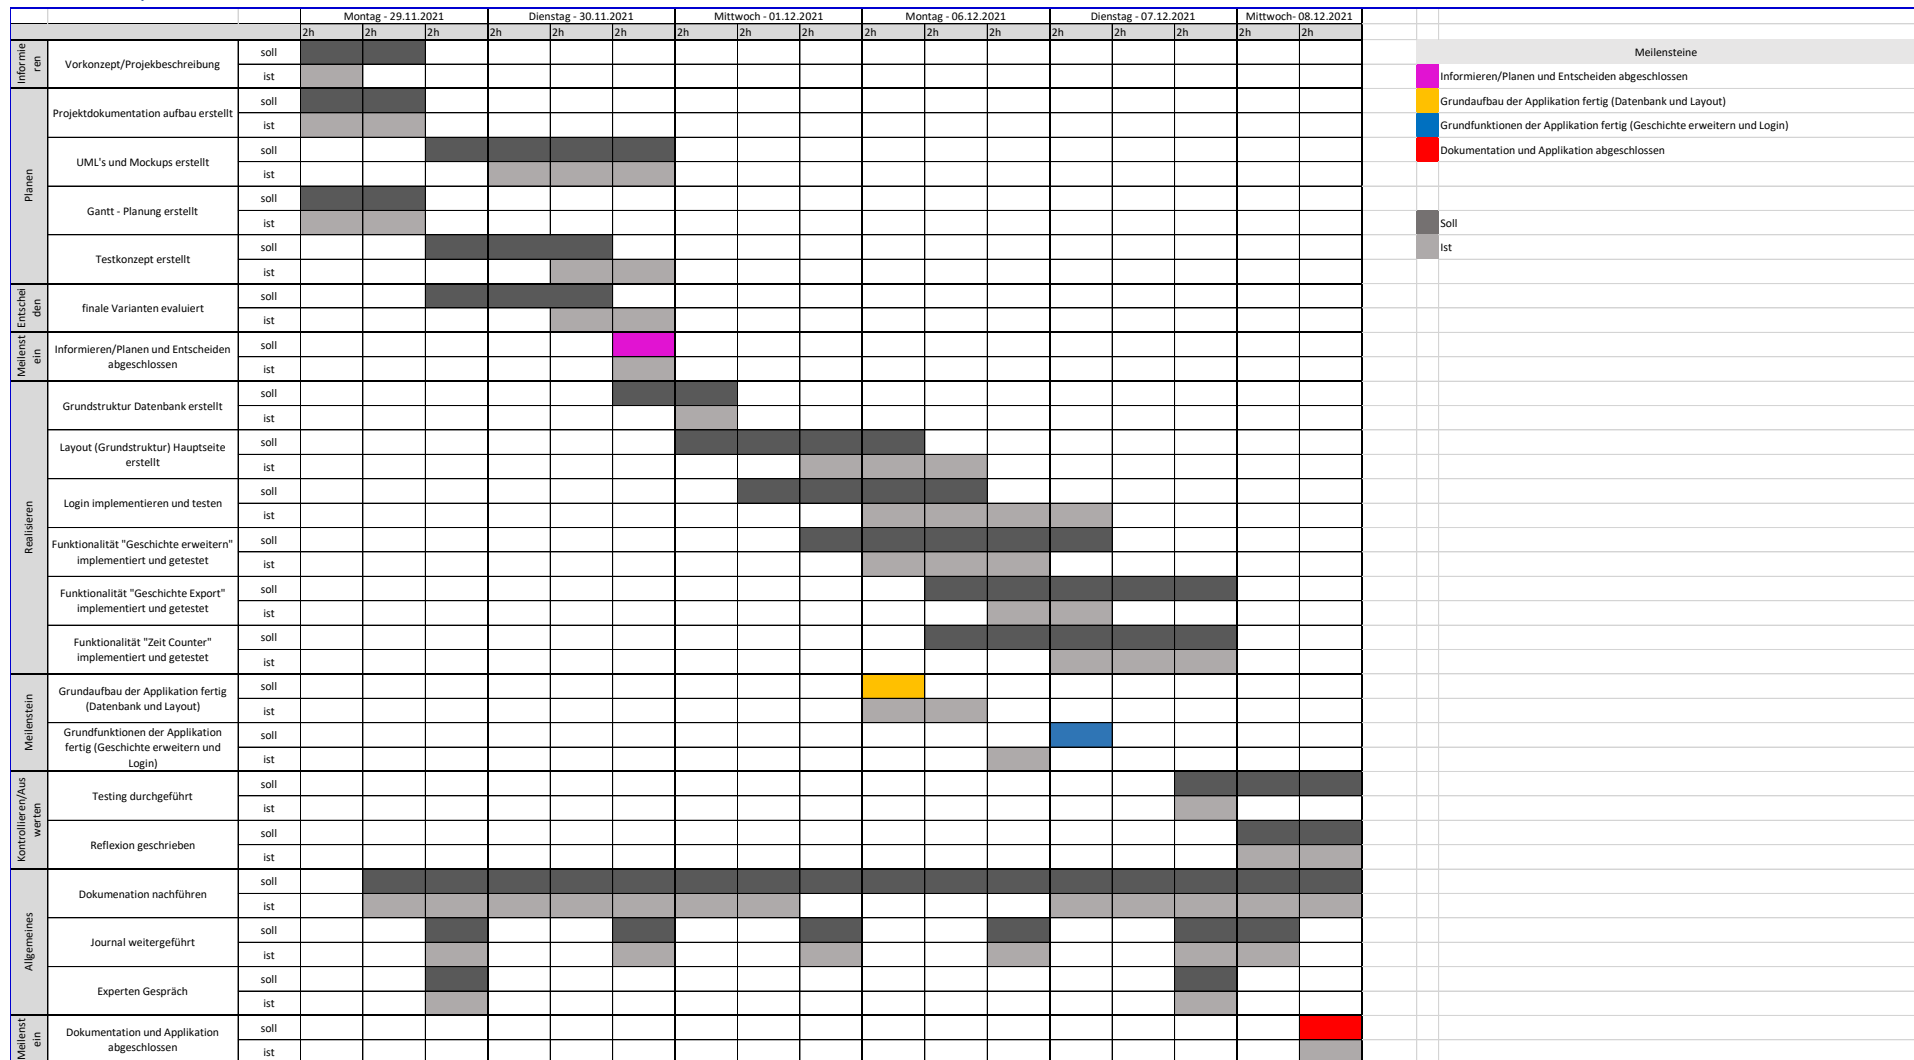 Montag - 29.11.2021 Dienstag - 30.11.2021 Mittwoch - 01.12.2021 Montag - 06.12.2021 Dienstag - 07.12.2021 Mittwoch- 08.12.2021
2h 2h 2h 2h 2h 2h 2h 2h 2h 2h 2h 2h 2h 2h 2h 2h 2h
Informie
ren
Vorkonzept/Projekbeschreibung
soll
ist
Planen
Projektdokumentation aufbau erstellt
soll
ist
UML's und Mockups erstellt
soll
ist
Gantt - Planung erstellt
soll
ist
Testkonzept erstellt
soll
ist
Entschei
den
finale Varianten evaluiert
soll
ist
Meilenst
ein
Informieren/Planen und Entscheiden
abgeschlossen
soll
ist
Realisieren
Grundstruktur Datenbank erstellt
soll
ist
Layout (Grundstruktur) Hauptseite
erstellt
soll
ist
Login implementieren und testen
soll
ist
Funktionalität "Geschichte erweitern"
implementiert und getestet
soll
ist
Funktionalität "Geschichte Export"
implementiert und getestet
soll
ist
Funktionalität "Zeit Counter"
implementiert und getestet
soll
ist
Meilenstein
Grundaufbau der Applikation fertig
(Datenbank und Layout)
soll
ist
Grundfunktionen der Applikation
fertig (Geschichte erweitern und
Login)
soll
ist
Kontrollieren/Aus
werten
Testing durchgeführt
soll
ist
Reflexion geschrieben
soll
ist
Allgemeines
Dokumenation nachführen
soll
ist
Journal weitergeführt
soll
ist
Experten Gespräch
soll
ist
Meilenst
ein
Dokumentation und Applikation
abgeschlossen
soll
ist
Meilensteine
Informieren/Planen und Entscheiden abgeschlossen
Grundaufbau der Applikation fertig (Datenbank und Layout)
Grundfunktionen der Applikation fertig (Geschichte erweitern und Login)
Dokumentation und Applikation abgeschlossen
Soll
Ist